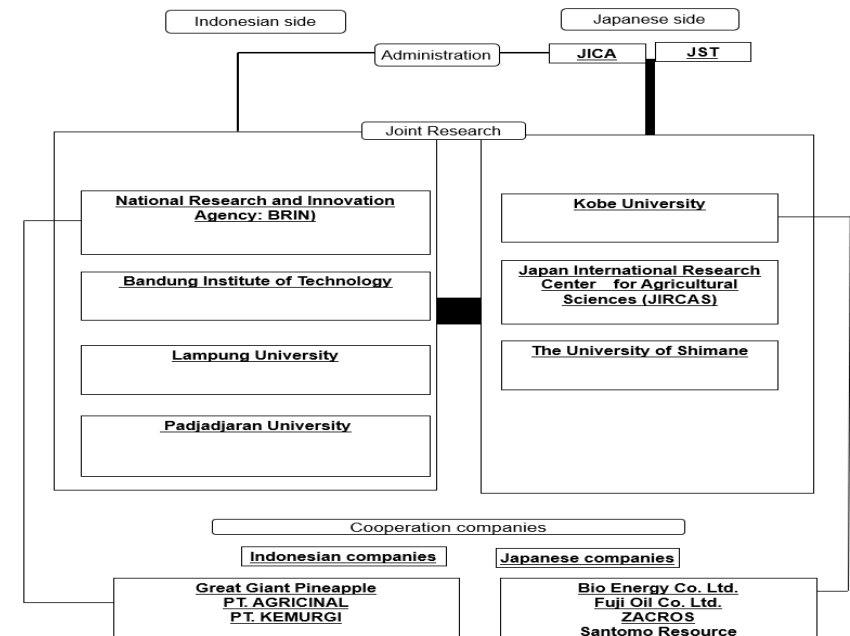 Indonesian side
Japanese side
Administration
JICA
JST
Joint Research
National Research and Innovation
Agency: BRIN)
Bandung Institute of Technology
Lampung University
Padjadjaran University
Kobe University
Japan International Research
Center for Agricultural
Sciences (JIRCAS)
The University of Shimane
Cooperation companies
Indonesian companies
Japanese companies
Great Giant Pineapple
PT. AGRICINAL
PT. KEMURGI
Bio Energy Co. Ltd.
Fuji Oil Co. Ltd.
ZACROS
Santomo Resource